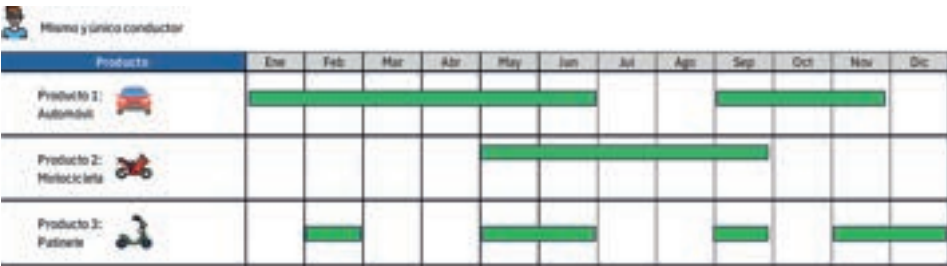 Mismo y único conductor
Producto Ene Feb Mar Abr May Jun Jul Ago Sep Oct Nov Dic
Producto 1:
Automóvil
Producto 2:
Motocicleta
Producto 3:
Patinete